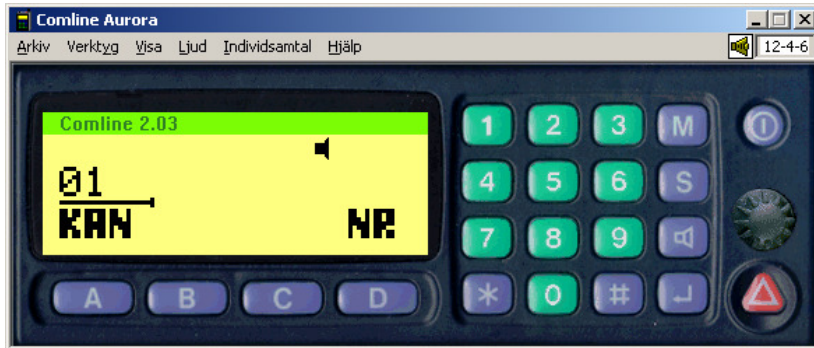 Comline Aurora
Arkiv Verktyg Visa Ljud Individsamtal Hjälp 12-4-6
Comline 2.03
01
KAN NR
1 2 3 M
4 5 6 S
7 8 9
* 0 #
A B C D